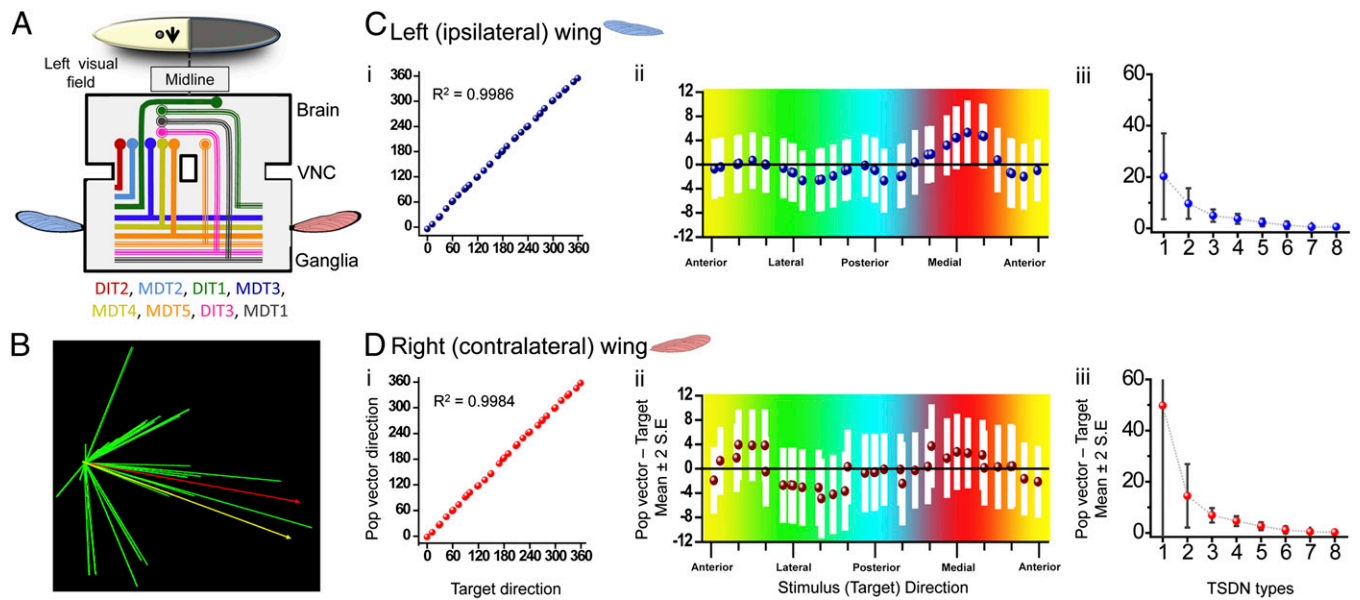 A
Left visual
field
Midline
Brain
VNC
Ganglia
DIT2, MDT2, DIT1, MDT3,
MDT4, MDT5, DIT3, MDT1
B
C Left (ipsilateral) wing
i
R² = 0.9986
360
300
240
180
120
60
0
0 60 120 180 240 300 360
ii
12
8
4
0
-4
-8
-12
Anterior Lateral Posterior Medial Anterior
iii
60
40
20
0
1 2 3 4 5 6 7 8
D Right (contralateral) wing
i
R² = 0.9984
Pop vector direction
360
300
240
180
120
60
0
0 60 120 180 240 300 360
Target direction
ii
Pop vector – Target
Mean ± 2 S.E
12
8
4
0
-4
-8
-12
Anterior Lateral Posterior Medial Anterior
Stimulus (Target) Direction
iii
Pop vector – Target
Mean ± 2 S.E
60
40
20
0
1 2 3 4 5 6 7 8
TSDN types